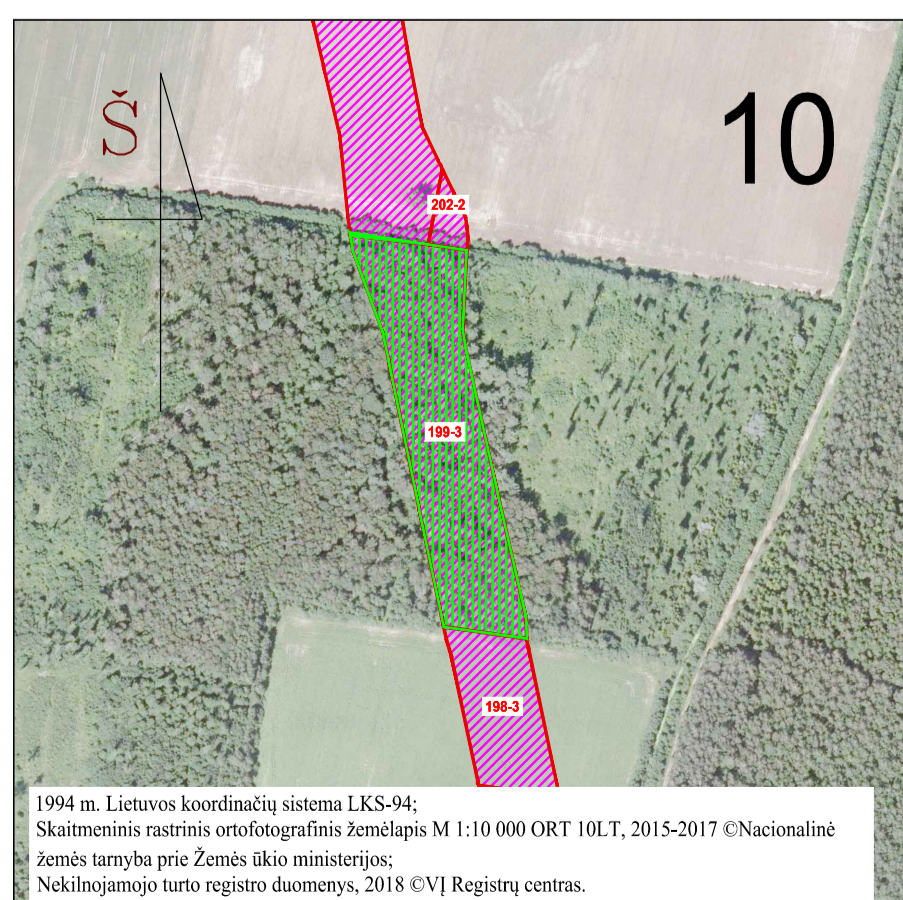 Š
10
202-2
199-3
198-3
1994 m. Lietuvos koordinačių sistema LKS-94;
Skaitmeninis rastrinis ortofotografinis žemėlapis M 1:10 000 ORT 10LT, 2015-2017 ©Nacionalinė
žemės tarnyba prie Žemės ūkio ministerijos;
Nekilnojamojo turto registro duomenys, 2018 ©VĮ Registrų centras.